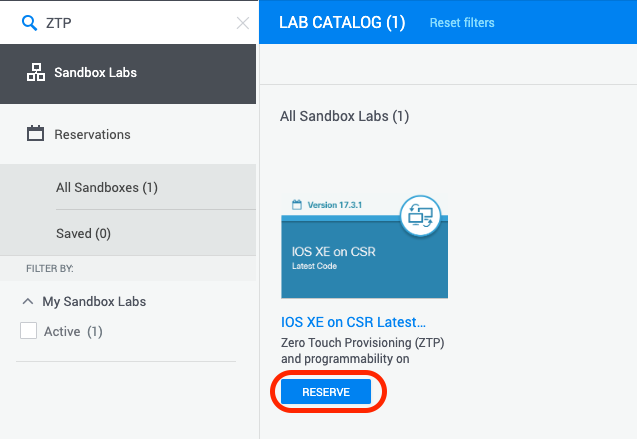 ZTP
Sandbox Labs
Reservations
All Sandboxes (1)
Saved (0)
FILTER BY:
My Sandbox Labs
Active (1)
LAB CATALOG (1) Reset filters
All Sandbox Labs (1)
Version 17.3.1
IOS XE on CSR
Latest Code
IOS XE on CSR Latest...
Zero Touch Provisioning (ZTP)
and programmability on
RESERVE